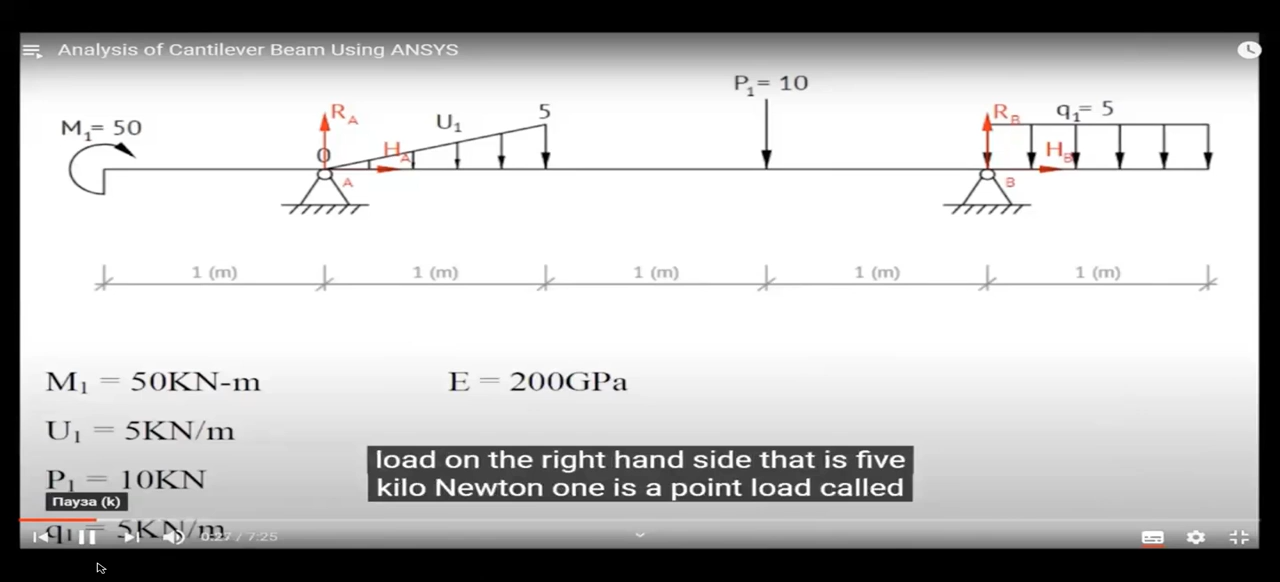 Analysis of Cantilever Beam Using ANSYS
P1= 10
M1= 50
RA
U1
5
RB
q1= 5
0
HA
HB
A
B
1 (m)
1 (m)
1 (m)
1 (m)
1 (m)
M1 = 50KN-m
E = 200GPa
U1 = 5KN/m
P1 = 10KN
load on the right hand side that is five
kilo Newton one is a point load called
Пауза (k)
q1 = 5KN/m
0:27 / 7:25